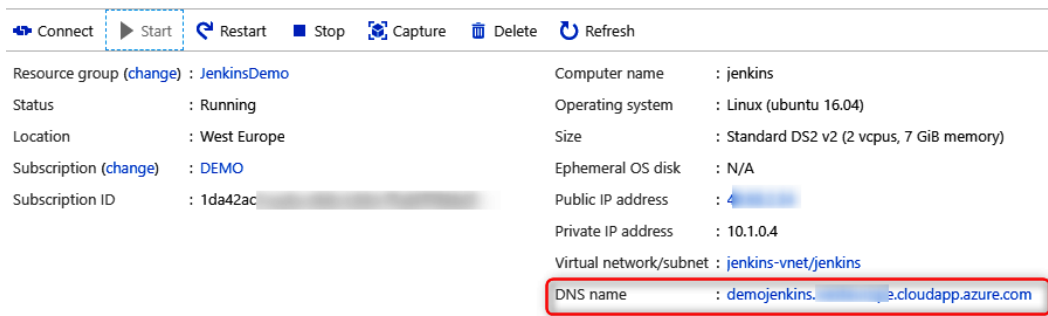 Connect Start Restart Stop Capture Delete Refresh
Resource group (change) : JenkinsDemo
Status : Running
Location : West Europe
Subscription (change) : DEMO
Subscription ID : 1da42ac
Computer name : jenkins
Operating system : Linux (ubuntu 16.04)
Size : Standard DS2 v2 (2 vcpus, 7 GiB memory)
Ephemeral OS disk : N/A
Public IP address : 4
Private IP address : 10.1.0.4
Virtual network/subnet : jenkins-vnet/jenkins
DNS name : demojenkins. e.cloudapp.azure.com